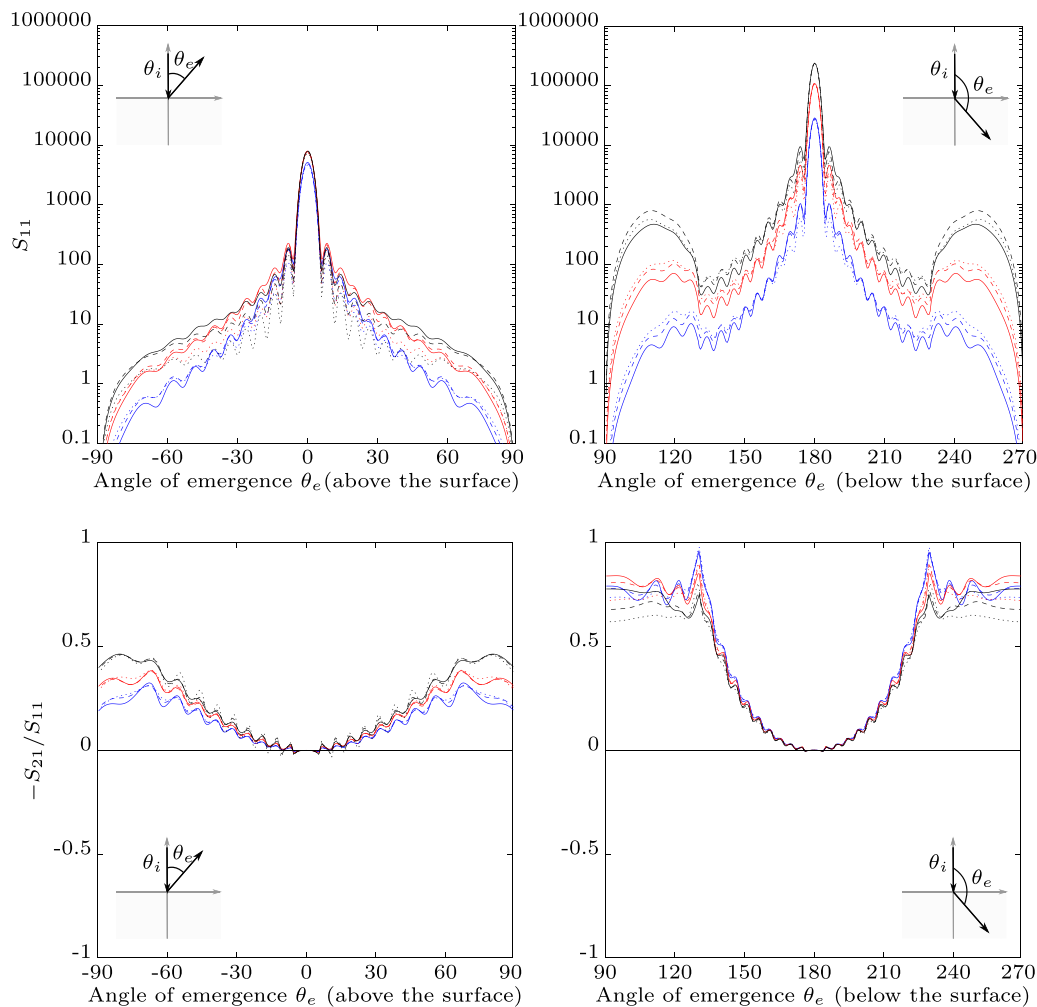 1000000
100000
10000
1000
100
10
1
0.1
S₁₁
θᵢ
θₑ
-90 -60 -30 0 30 60 90
Angle of emergence θₑ(above the surface)
1000000
100000
10000
1000
100
10
1
0.1
θᵢ
θₑ
90 120 150 180 210 250 270
Angle of emergence θₑ (below the surface)
1
0.5
0
-0.5
-1
−S₂₁/S₁₁
θᵢ
θₑ
-90 -60 -30 0 30 60 90
Angle of emergence θₑ (above the surface)
1
0.5
0
-0.5
-1
θᵢ
θₑ
90 120 150 180 210 240 270
Angle of emergence θₑ (below the surface)